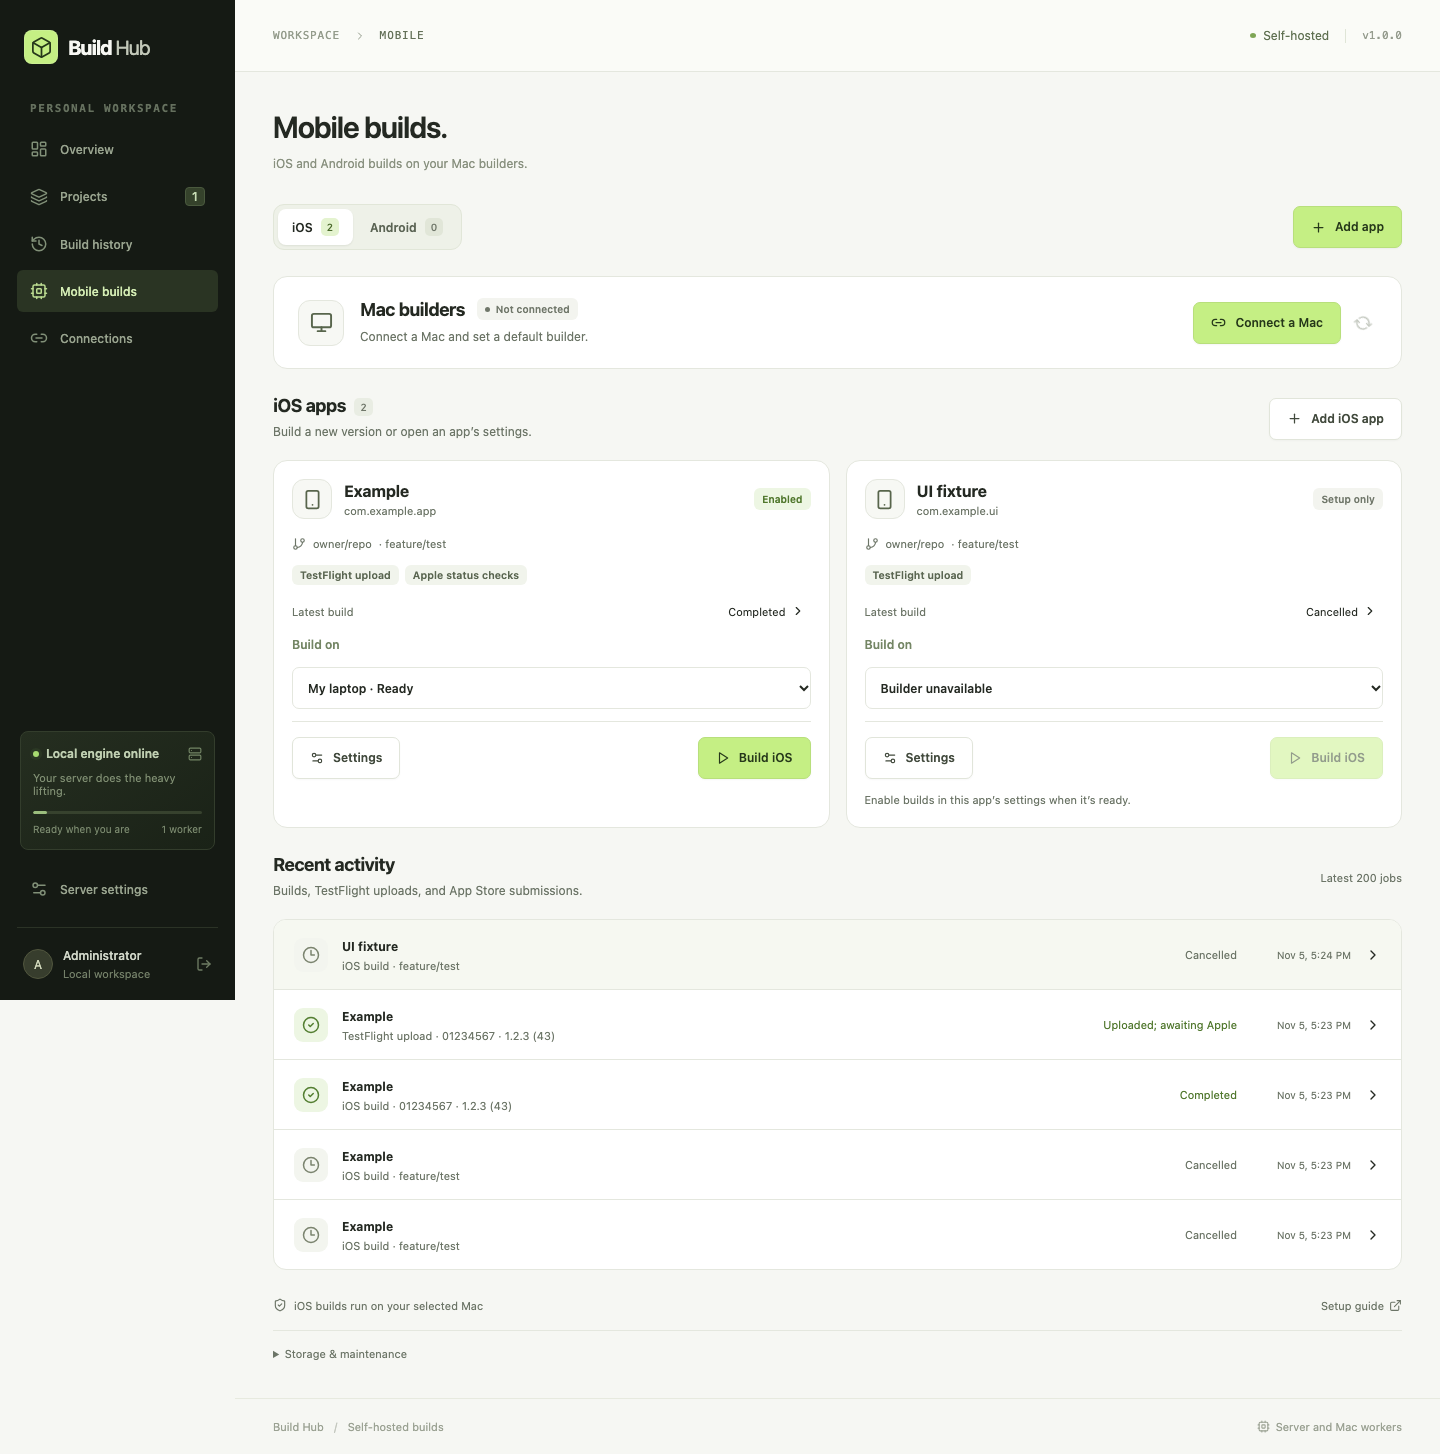 Build Hub
PERSONAL WORKSPACE
Overview
Projects 1
Build history
Mobile builds
Connections
Local engine online
Your server does the heavy
lifting.
Ready when you are 1 worker
Server settings
A
Administrator
Local workspace
WORKSPACE > MOBILE
Self-hosted v1.0.0
Mobile builds.
iOS and Android builds on your Mac builders.
iOS 2 Android 0
Add app
Mac builders Not connected
Connect a Mac and set a default builder.
Connect a Mac
iOS apps 2
Build a new version or open an app's settings.
Add iOS app
Example
com.example.app
Enabled
owner/repo · feature/test
TestFlight upload Apple status checks
Latest build Completed
Build on
My laptop · Ready
Settings Build iOS
UI fixture
com.example.ui
Setup only
owner/repo · feature/test
TestFlight upload
Latest build Cancelled
Build on
Builder unavailable
Settings Build iOS
Enable builds in this app's settings when it's ready.
Recent activity
Builds, TestFlight uploads, and App Store submissions.
Latest 200 jobs
UI fixture
iOS build · feature/test
Cancelled Nov 5, 5:24 PM
Example
TestFlight upload · 01234567 · 1.2.3 (43)
Uploaded; awaiting Apple Nov 5, 5:23 PM
Example
iOS build · 01234567 · 1.2.3 (43)
Completed Nov 5, 5:23 PM
Example
iOS build · feature/test
Cancelled Nov 5, 5:23 PM
Example
iOS build · feature/test
Cancelled Nov 5, 5:23 PM
iOS builds run on your selected Mac
Setup guide
Storage & maintenance
Build Hub / Self-hosted builds
Server and Mac workers